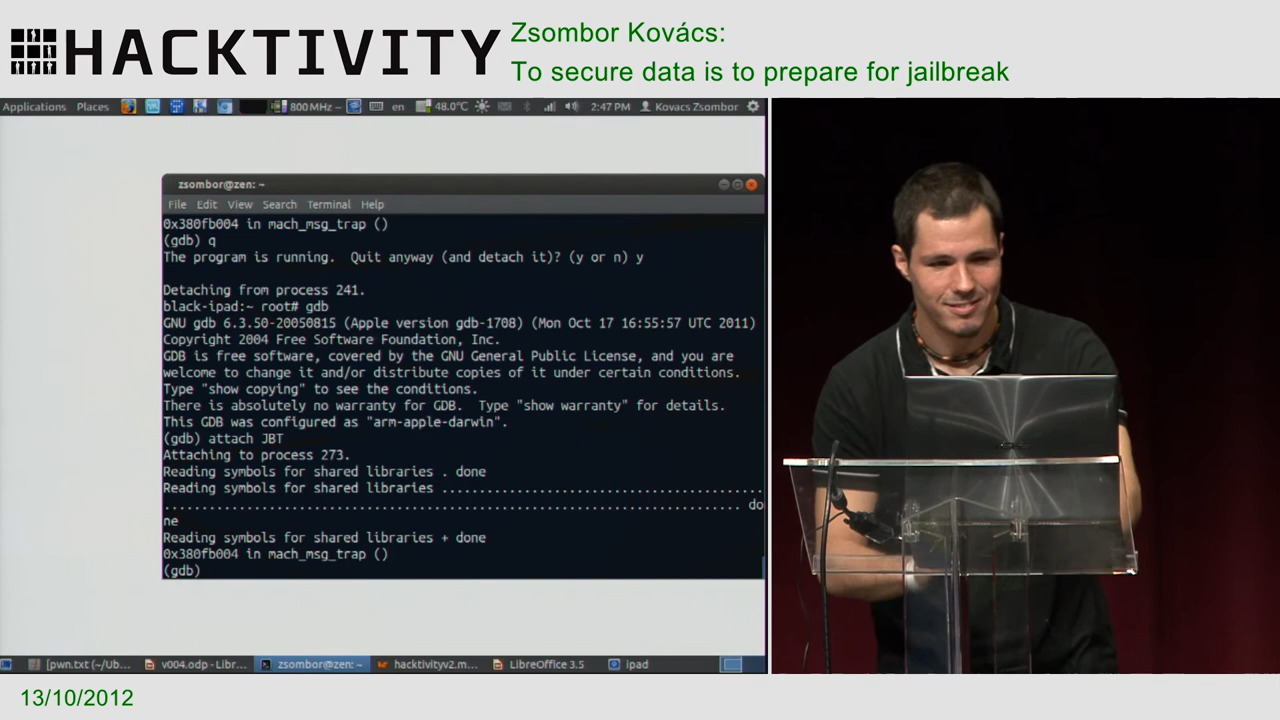 HACKTIVITY
Zsombor Kovács:
To secure data is to prepare for jailbreak
Applications Places 800 MHz en 48.0°C 2:47 PM Kovacs Zsombor
zsombor@zen: ~
File Edit View Search Terminal Help
0x380fb004 in mach_msg_trap ()
(gdb) q
The program is running.  Quit anyway (and detach it)? (y or n) y
Detaching from process 241.
black-ipad:~ root# gdb
GNU gdb 6.3.50-20050815 (Apple version gdb-1708) (Mon Oct 17 16:55:57 UTC 2011)
Copyright 2004 Free Software Foundation, Inc.
GDB is free software, covered by the GNU General Public License, and you are
welcome to change it and/or distribute copies of it under certain conditions.
Type "show copying" to see the conditions.
There is absolutely no warranty for GDB.  Type "show warranty" for details.
This GDB was configured as "arm-apple-darwin".
(gdb) attach JBT
Attaching to process 273.
Reading symbols for shared libraries . done
Reading symbols for shared libraries ...........................................
................................................................................ do
ne
Reading symbols for shared libraries + done
0x380fb004 in mach_msg_trap ()
(gdb)
[pwn.txt (~/Ub... v004.odp - Libr... zsombor@zen: ~ hacktivityv2.m... LibreOffice 3.5 ipad
13/10/2012